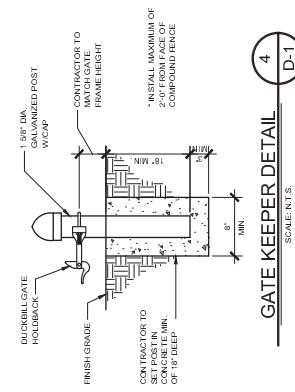 1 5/8" DIA.
GALVANIZED POST
W/CAP
CONTRACTOR TO
MATCH GATE
FRAME HEIGHT
* INSTALL MAXIMUM OF
2'-0" FROM FACE OF
COMPOUND FENCE
DUCKBILL GATE
HOLDBACK
FINISH GRADE
CONTRACTOR TO
SET POST IN
CONCRETE MIN.
OF 18" DEEP
18" MIN.
MIN.
8"
MIN.
GATE KEEPER DETAIL
SCALE: N.T.S.
4
D-1